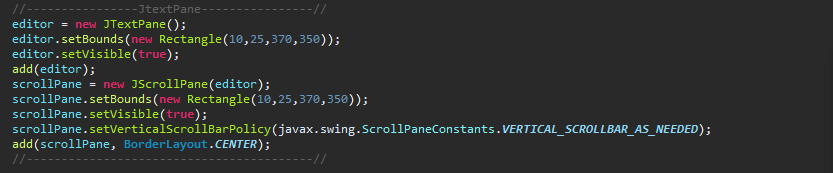 //-----------------JtextPane-----------------//
editor = new JTextPane();
editor.setBounds(new Rectangle(10,25,370,350));
editor.setVisible(true);
add(editor);
scrollPane = new JScrollPane(editor);
scrollPane.setBounds(new Rectangle(10,25,370,350));
scrollPane.setVisible(true);
scrollPane.setVerticalScrollBarPolicy(javax.swing.ScrollPaneConstants.VERTICAL_SCROLLBAR_AS_NEEDED);
add(scrollPane, BorderLayout.CENTER);
//-------------------------------------------//